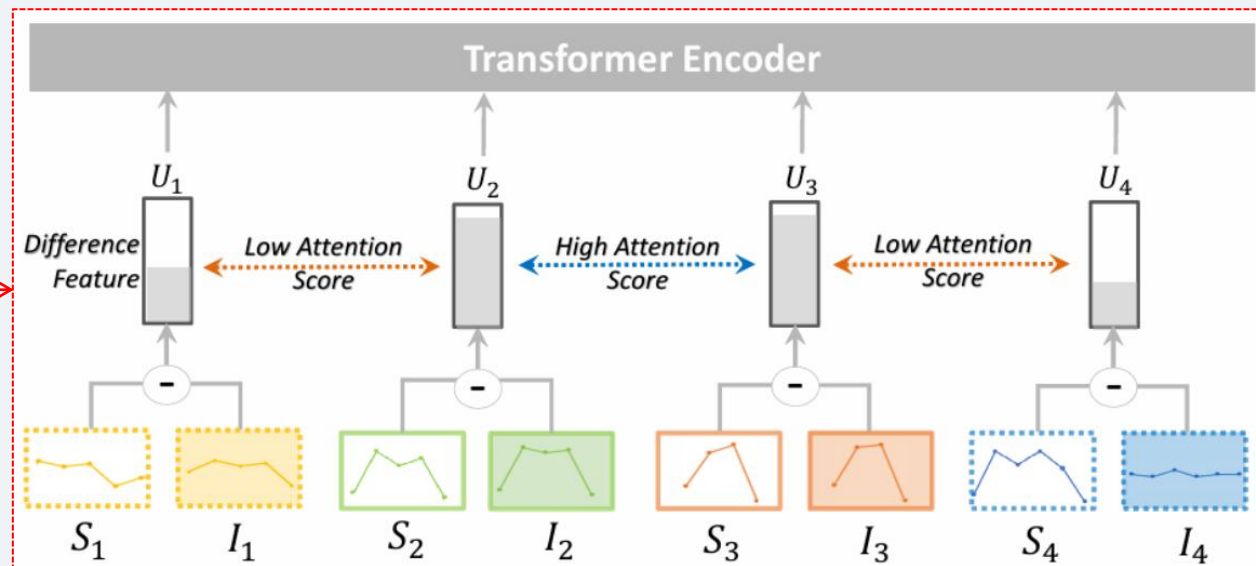 Transformer Encoder
U₁ U₂ U₃ U₄
Difference
Feature
Low Attention
Score
High Attention
Score
Low Attention
Score
- - - -
S₁ I₁ S₂ I₂ S₃ I₃ S₄ I₄